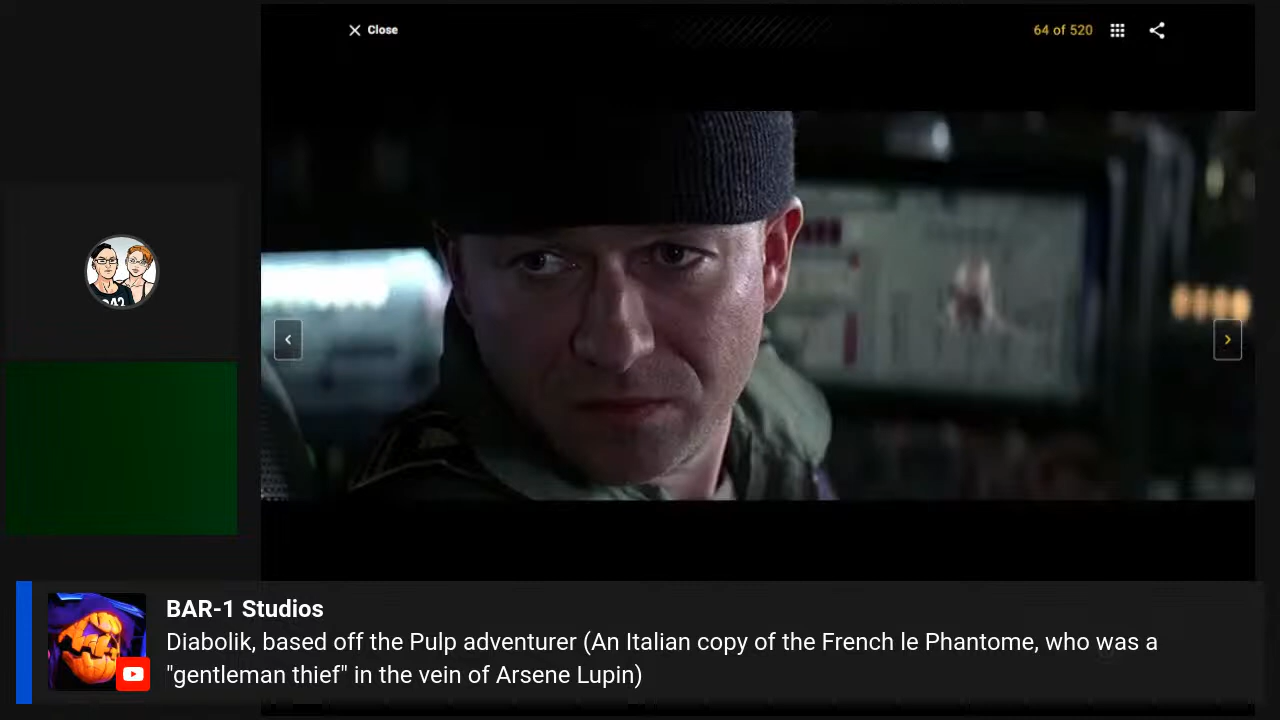 Close
64 of 520
BAR-1 Studios
Diabolik, based off the Pulp adventurer (An Italian copy of the French le Phantome, who was a
"gentleman thief" in the vein of Arsene Lupin)